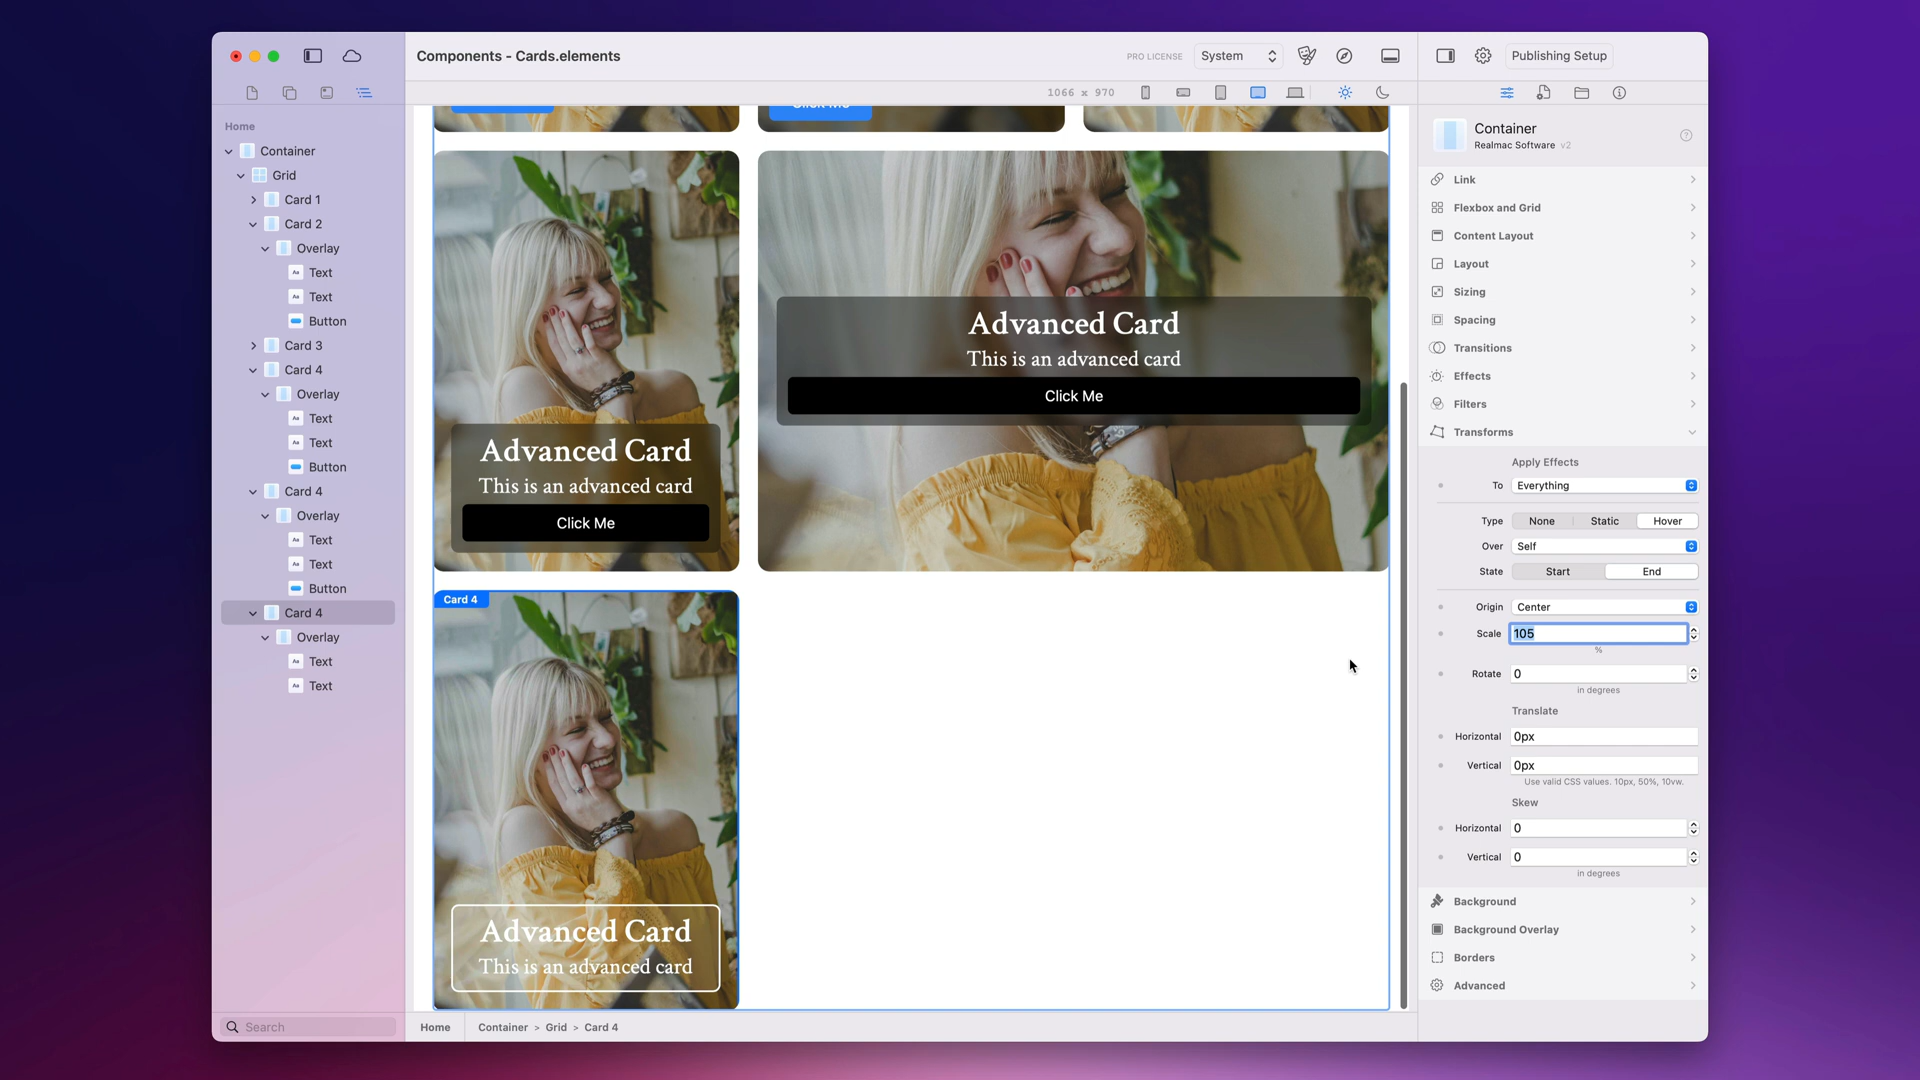 Components - Cards.elements
PRO LICENSE
System
Publishing Setup
1066 x 970
Home
Container
Grid
Card 1
Card 2
Overlay
Text
Text
Button
Card 3
Card 4
Overlay
Text
Text
Button
Card 4
Overlay
Text
Text
Button
Card 4
Overlay
Text
Text
Search
Click Me
Advanced Card
This is an advanced card
Click Me
Advanced Card
This is an advanced card
Click Me
Card 4
Advanced Card
This is an advanced card
Home
Container > Grid > Card 4
Container
Realmac Software v2
Link
Flexbox and Grid
Content Layout
Layout
Sizing
Spacing
Transitions
Effects
Filters
Transforms
Apply Effects
To Everything
Type None Static Hover
Over Self
State Start End
Origin Center
Scale 105
%
Rotate 0
in degrees
Translate
Horizontal 0px
Vertical 0px
Use valid CSS values. 10px, 50%, 10vw.
Skew
Horizontal 0
Vertical 0
in degrees
Background
Background Overlay
Borders
Advanced